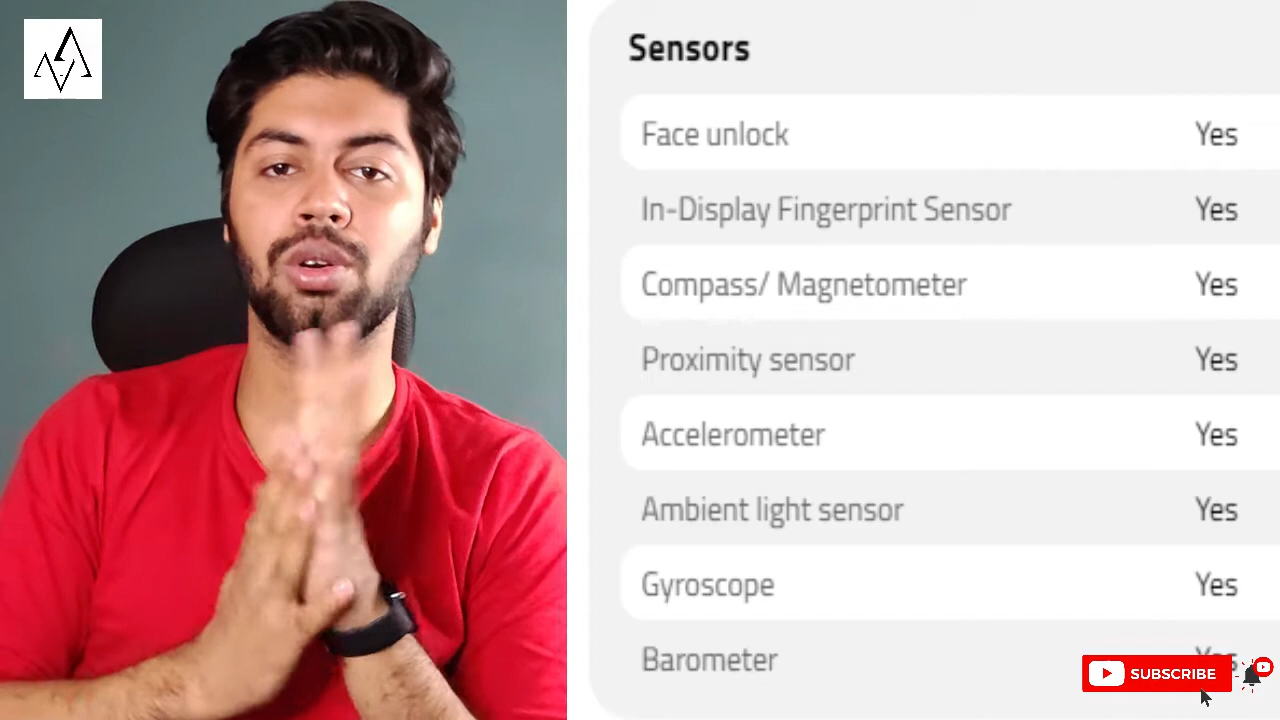 Sensors
Face unlock Yes
In-Display Fingerprint Sensor Yes
Compass/ Magnetometer Yes
Proximity sensor Yes
Accelerometer Yes
Ambient light sensor Yes
Gyroscope Yes
Barometer
SUBSCRIBE